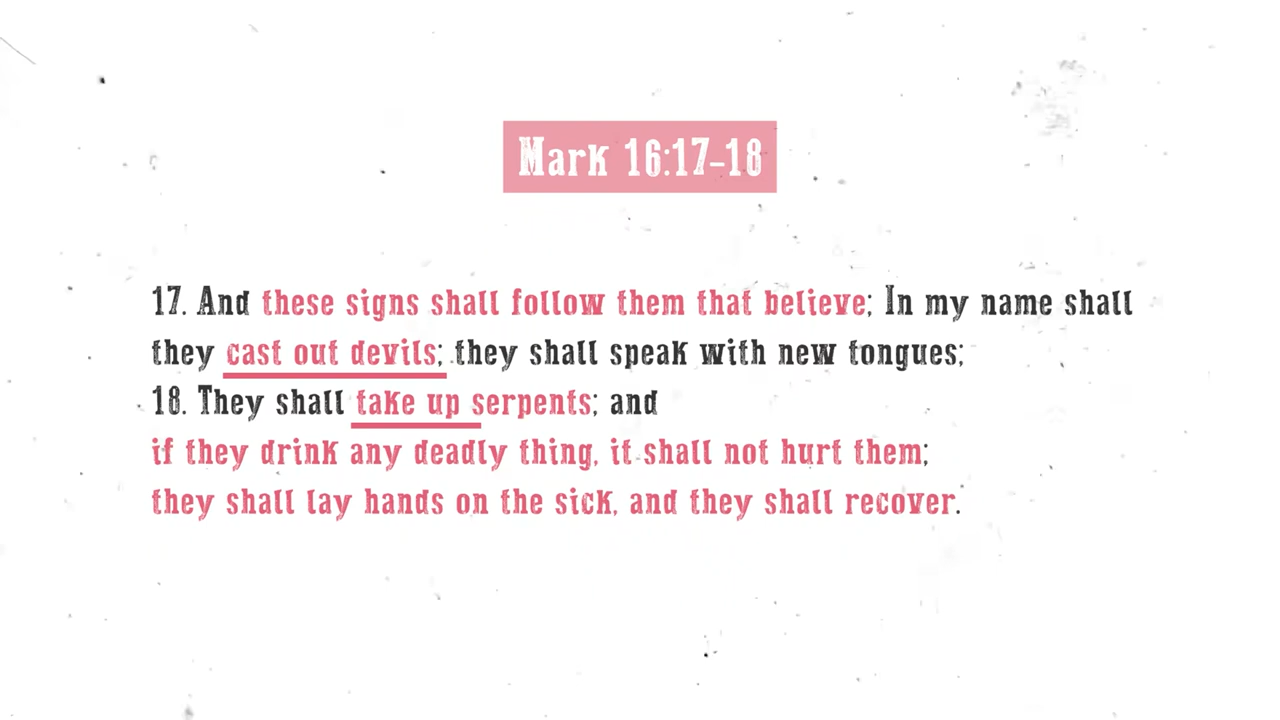 Mark 16:17-18
17. And these signs shall follow them that believe; In my name shall
they cast out devils; they shall speak with new tongues;
18. They shall take up serpents; and
if they drink any deadly thing, it shall not hurt them;
they shall lay hands on the sick, and they shall recover.